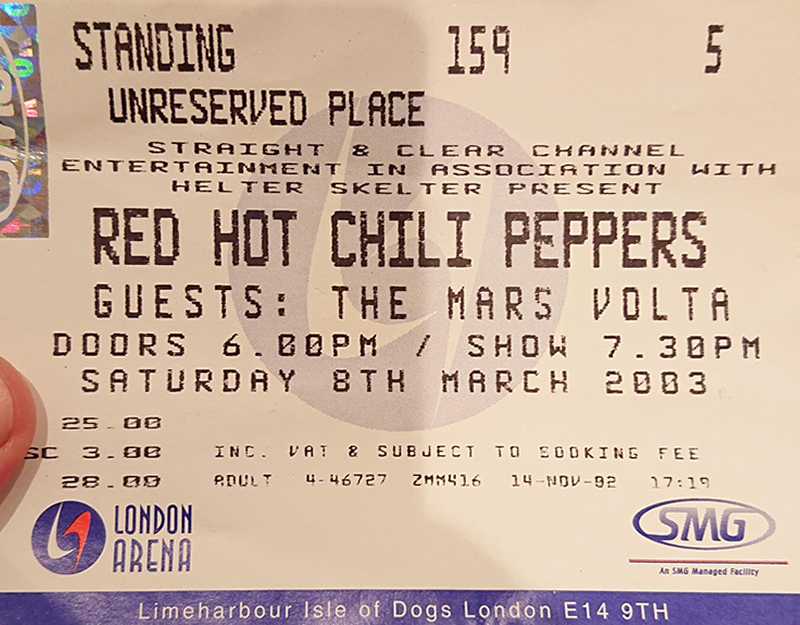 STANDING 159 5
UNRESERVED PLACE
STRAIGHT & CLEAR CHANNEL
ENTERTAINMENT IN ASSOCIATION WITH
HELTER SKELTER PRESENT
RED HOT CHILI PEPPERS
GUESTS: THE MARS VOLTA
DOORS 6.00PM / SHOW 7.30PM
SATURDAY 8TH MARCH 2003
25.00
SC 3.00 INC. VAT & SUBJECT TO BOOKING FEE
28.00 ADULT 4-46727 ZMM416 14-NOV-02 17:19
LONDON
ARENA
SMG
An SMG Managed Facility
Limeharbour Isle of Dogs London E14 9TH